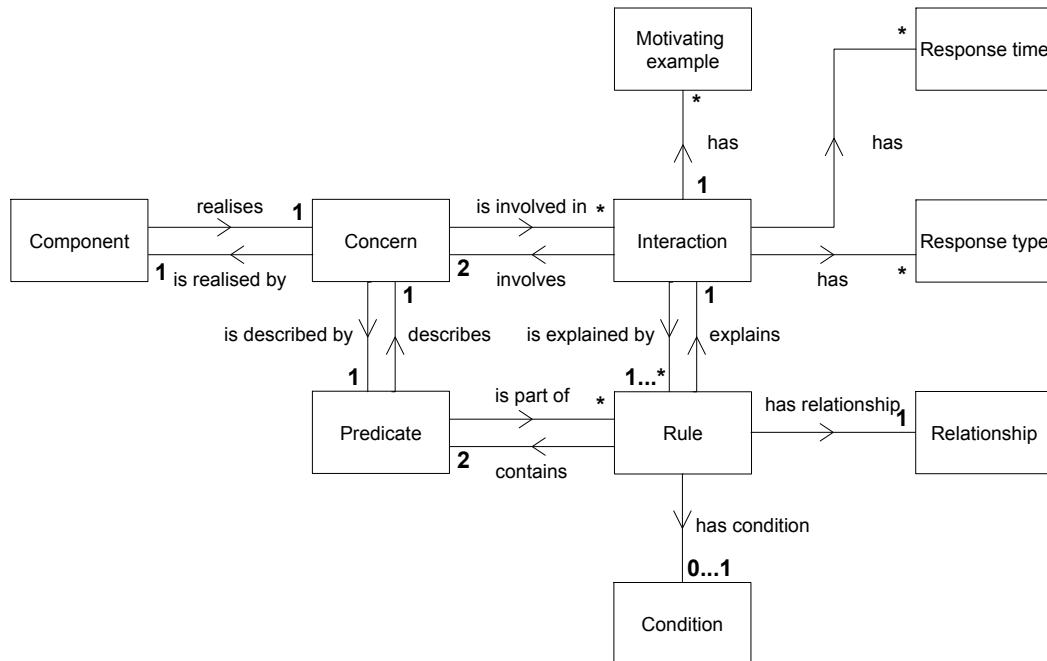 Motivating
example
*
Response time
*
has
has
1
realises
1
is involved in
*
Component
Concern
Interaction
Response type
1
is realised by
2
involves
has
*
1
1
is described by
describes
is explained by
explains
1
1...*
is part of
*
has relationship
1
Predicate
Rule
Relationship
2
contains
has condition
0...1
Condition